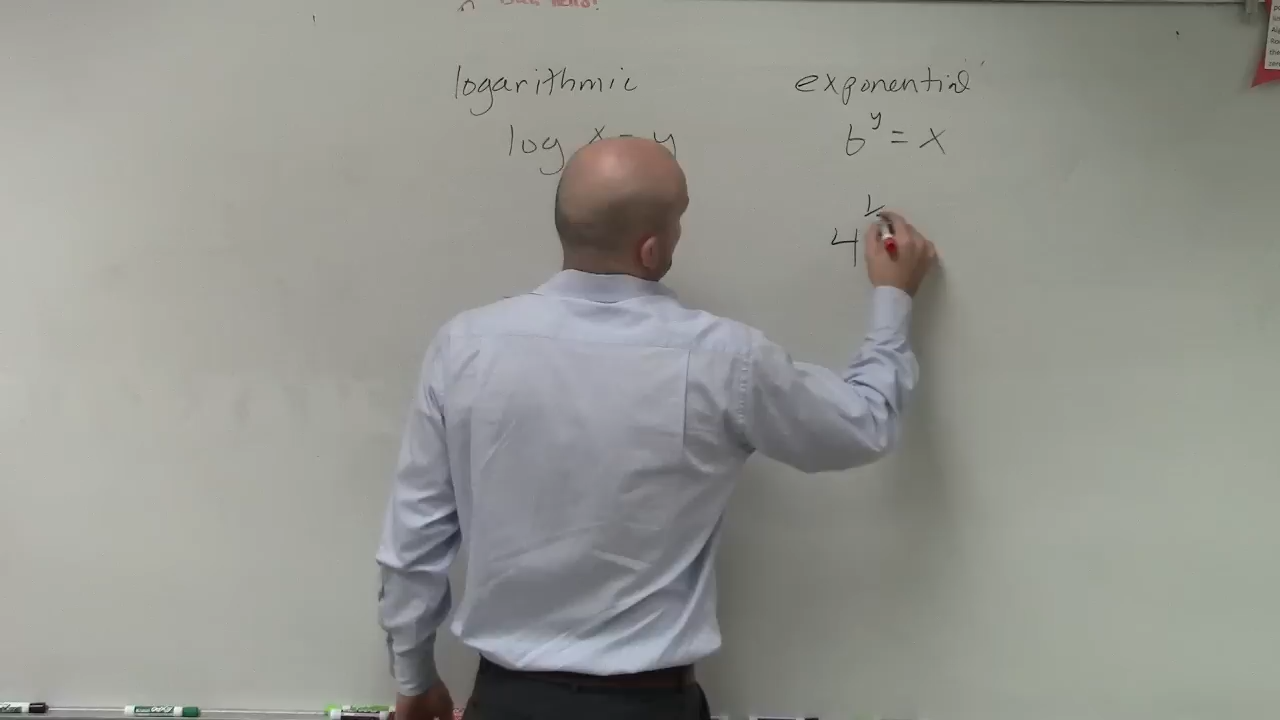 logarithmic
exponential
log x = y
b^y = x
4